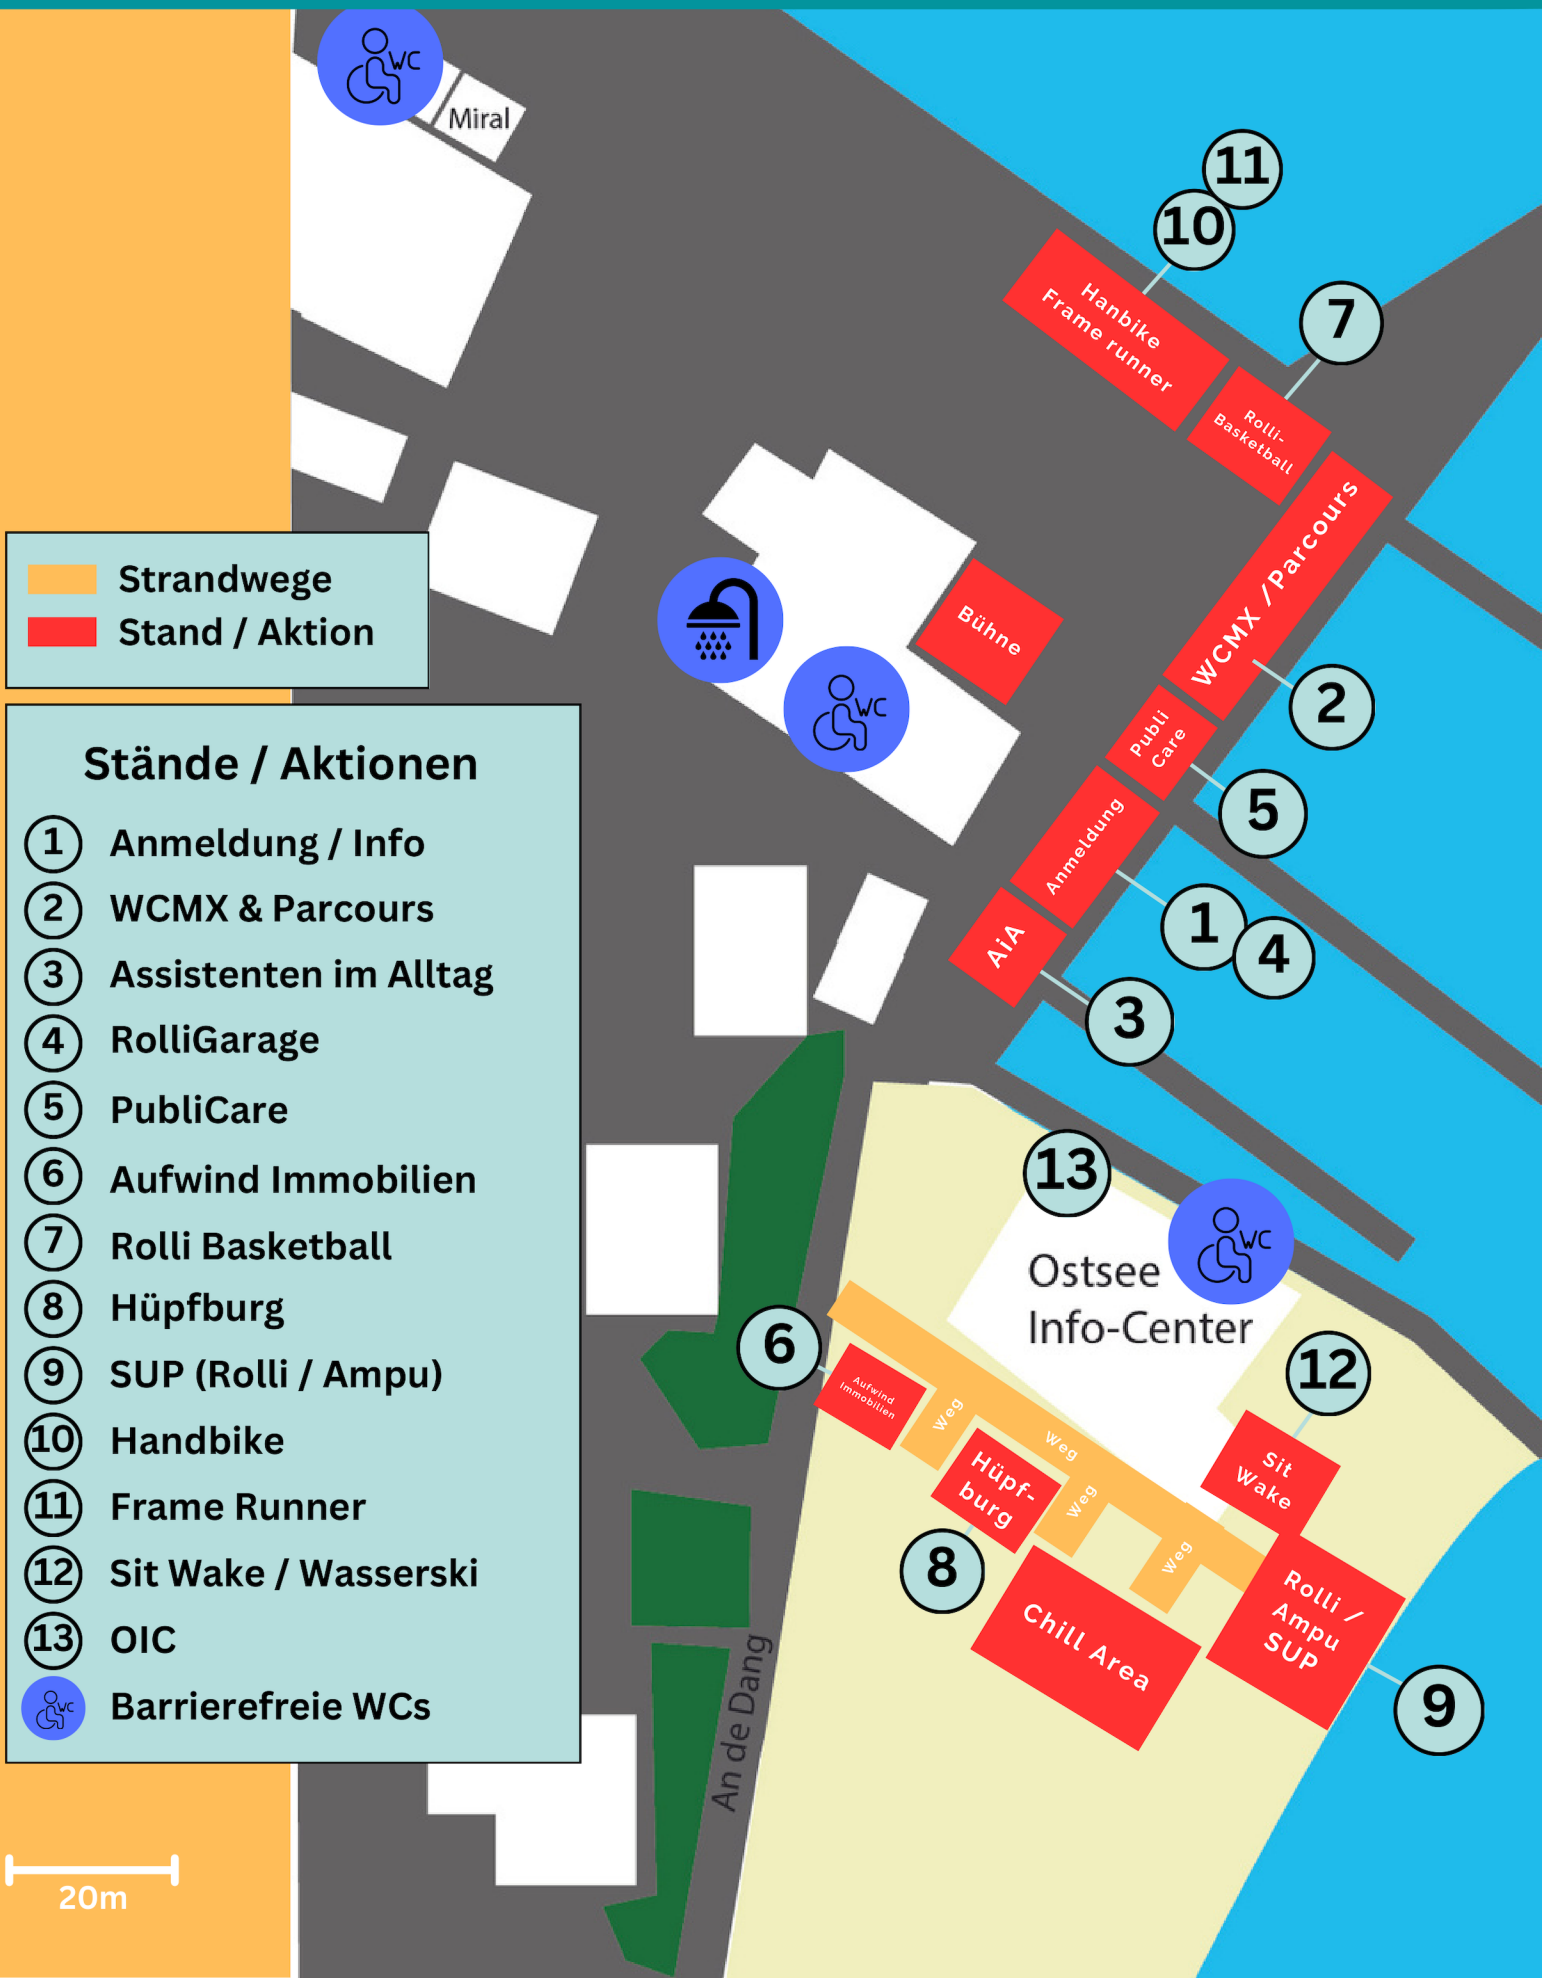 WC
Miral
11
10
7
Hanbike
Frame runner
Rolli-
Basketball
WCMX /Parcours
Strandwege
Stand / Aktion
Bühne
WC
2
Publi
Care
5
Anmeldung
1
4
AiA
3
Stände / Aktionen
1 Anmeldung / Info
2 WCMX & Parcours
3 Assistenten im Alltag
4 RolliGarage
5 PubliCare
6 Aufwind Immobilien
7 Rolli Basketball
8 Hüpfburg
9 SUP (Rolli / Ampu)
10 Handbike
11 Frame Runner
12 Sit Wake / Wasserski
13 OIC
WC Barrierefreie WCs
13
WC
Ostsee
Info-Center
6
12
Aufwind
Immobilien
Weg
Weg
Weg
Weg
Hüpf-
burg
Sit
Wake
8
Chill Area
Rolli /
Ampu
SUP
9
An de Dang
20m